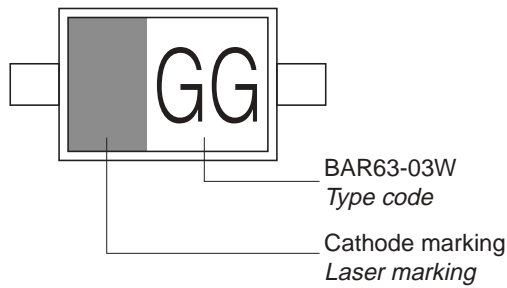 GG
BAR63-03W
Type code
Cathode marking
Laser marking